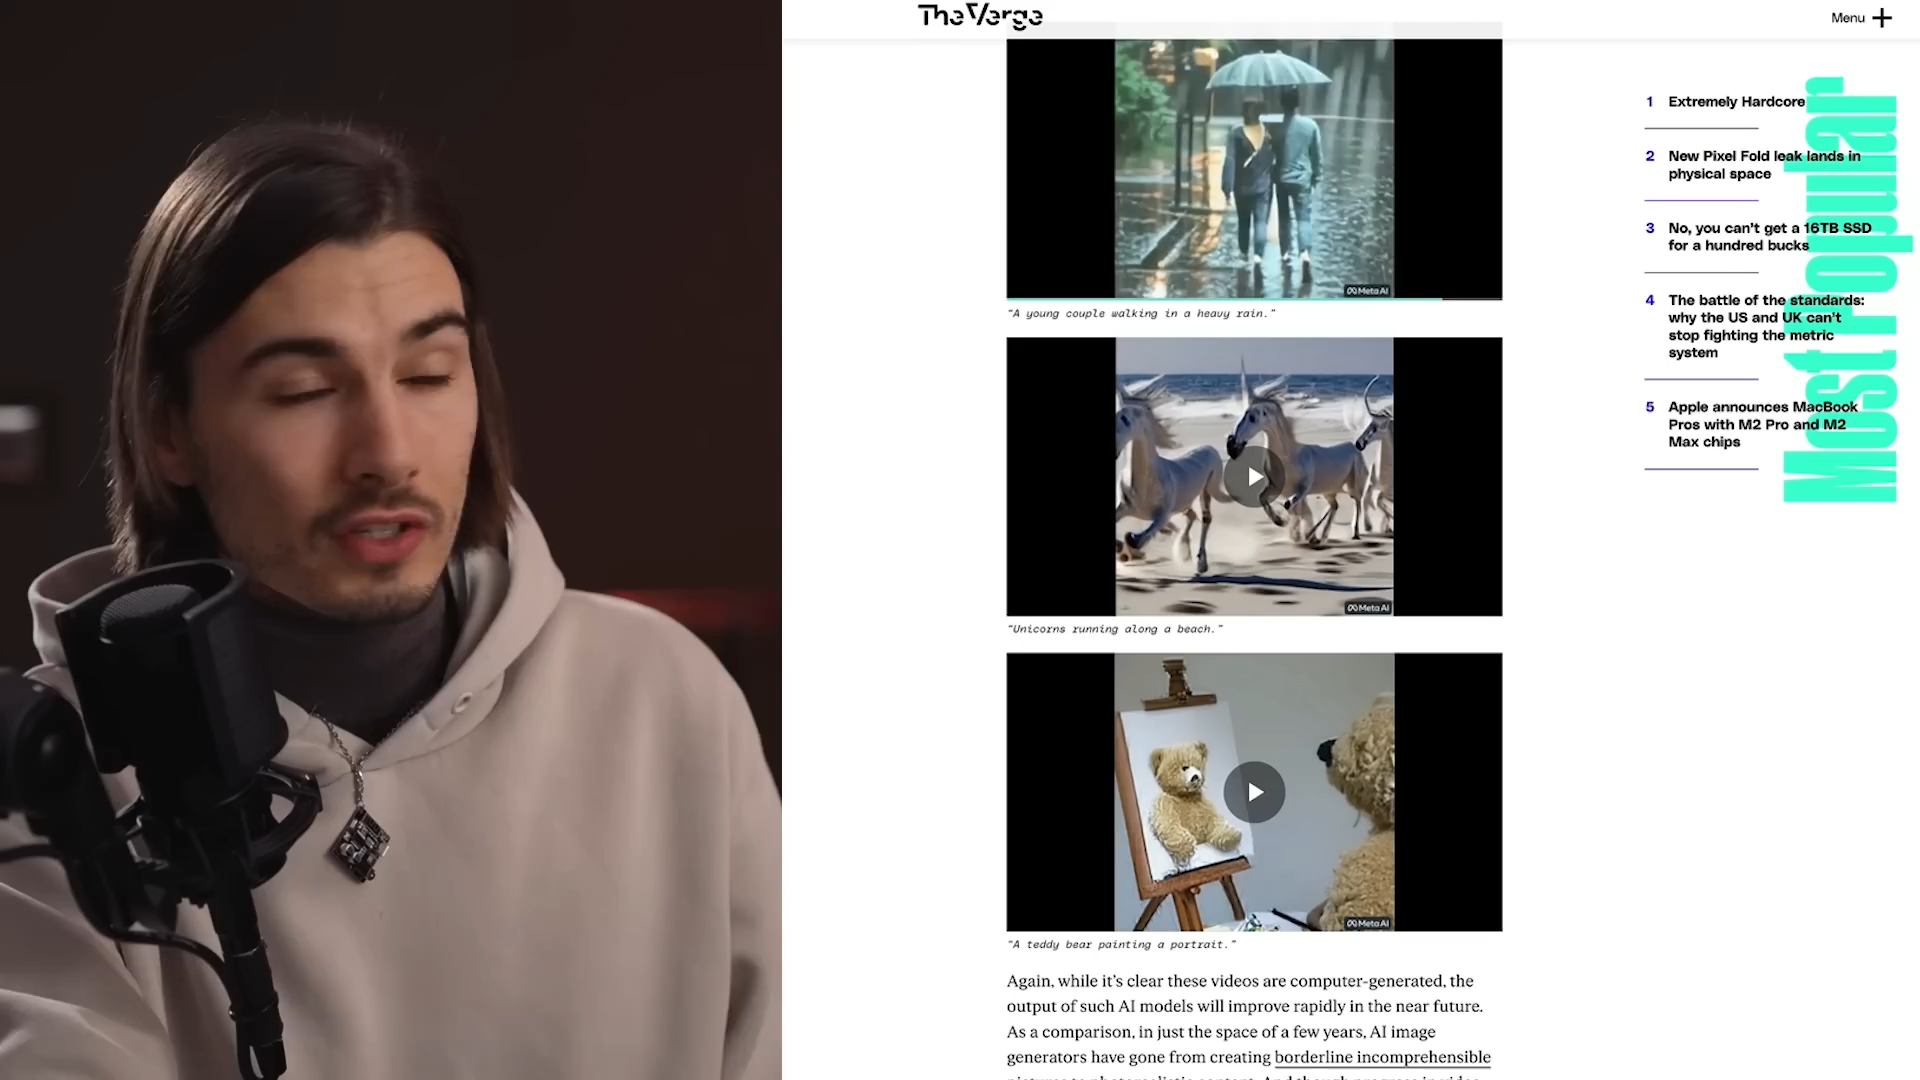 TheVerge
Menu
Meta AI
"A young couple walking in a heavy rain."
Meta AI
"Unicorns running along a beach."
Meta AI
"A teddy bear painting a portrait."
Again, while it's clear these videos are computer-generated, the
output of such AI models will improve rapidly in the near future.
As a comparison, in just the space of a few years, AI image
generators have gone from creating borderline incomprehensible
Most Popular
1 Extremely Hardcore
2 New Pixel Fold leak lands in
physical space
3 No, you can't get a 16TB SSD
for a hundred bucks
4 The battle of the standards:
why the US and UK can't
stop fighting the metric
system
5 Apple announces MacBook
Pros with M2 Pro and M2
Max chips